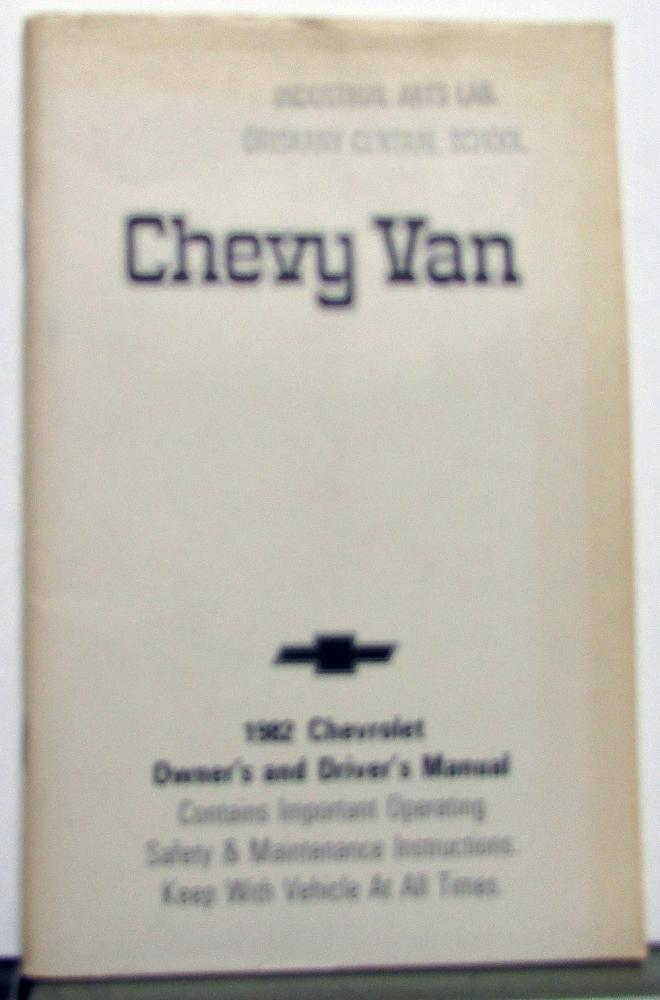 INDUSTRIAL ARTS LAB.
ORISKANY CENTRAL SCHOOL
Chevy Van
1982 Chevrolet
Owner's and Driver's Manual
Contains Important Operating
Safety & Maintenance Instructions.
Keep With Vehicle At All Times.